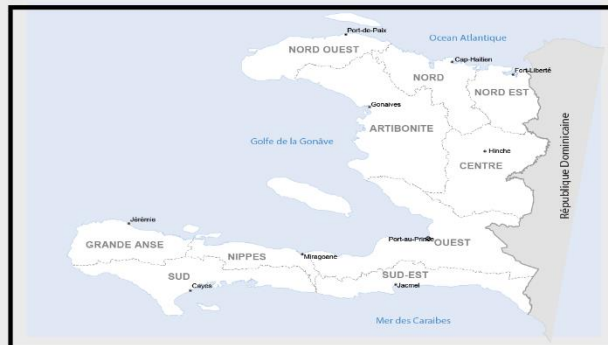 Port-de-Paix
Ocean Atlantique
NORD OUEST
Cap-Haïtien
NORD
Fort-Liberté
NORD EST
Gonaives
ARTIBONITE
Golfe de la Gonâve
Hinche
CENTRE
République Dominicaine
Jérémie
Port-au-Prince
OUEST
GRANDE ANSE
NIPPES
Miragoane
SUD
SUD-EST
Cayes
Jacmel
Mer des Caraibes